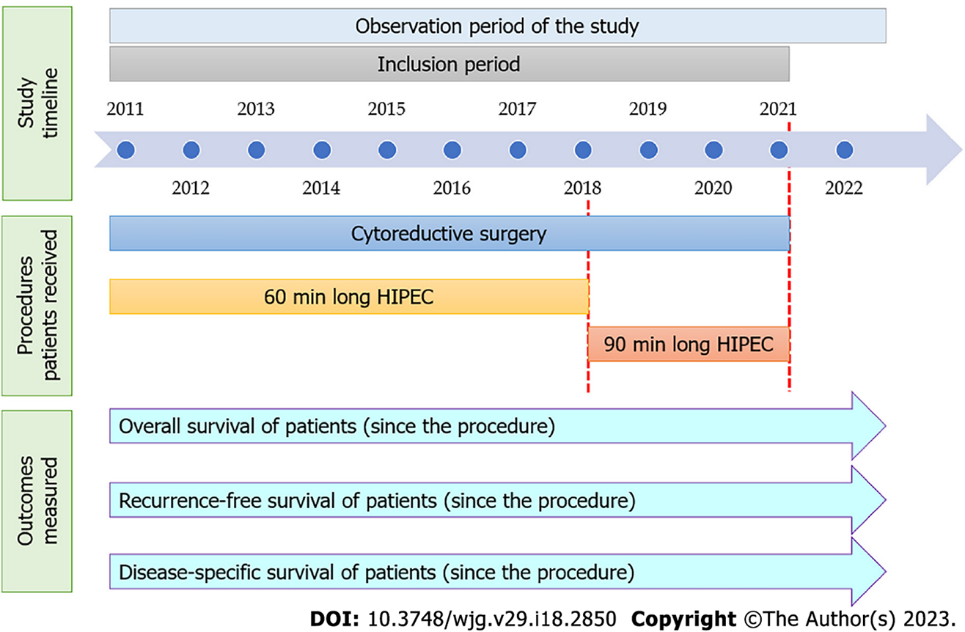 Study
timeline
Observation period of the study
Inclusion period
2011 2013 2015 2017 2019 2021
2012 2014 2016 2018 2020 2022
Procedures
patients received
Cytoreductive surgery
60 min long HIPEC
90 min long HIPEC
Outcomes
measured
Overall survival of patients (since the procedure)
Recurrence-free survival of patients (since the procedure)
Disease-specific survival of patients (since the procedure)
DOI: 10.3748/wjg.v29.i18.2850 Copyright ©The Author(s) 2023.